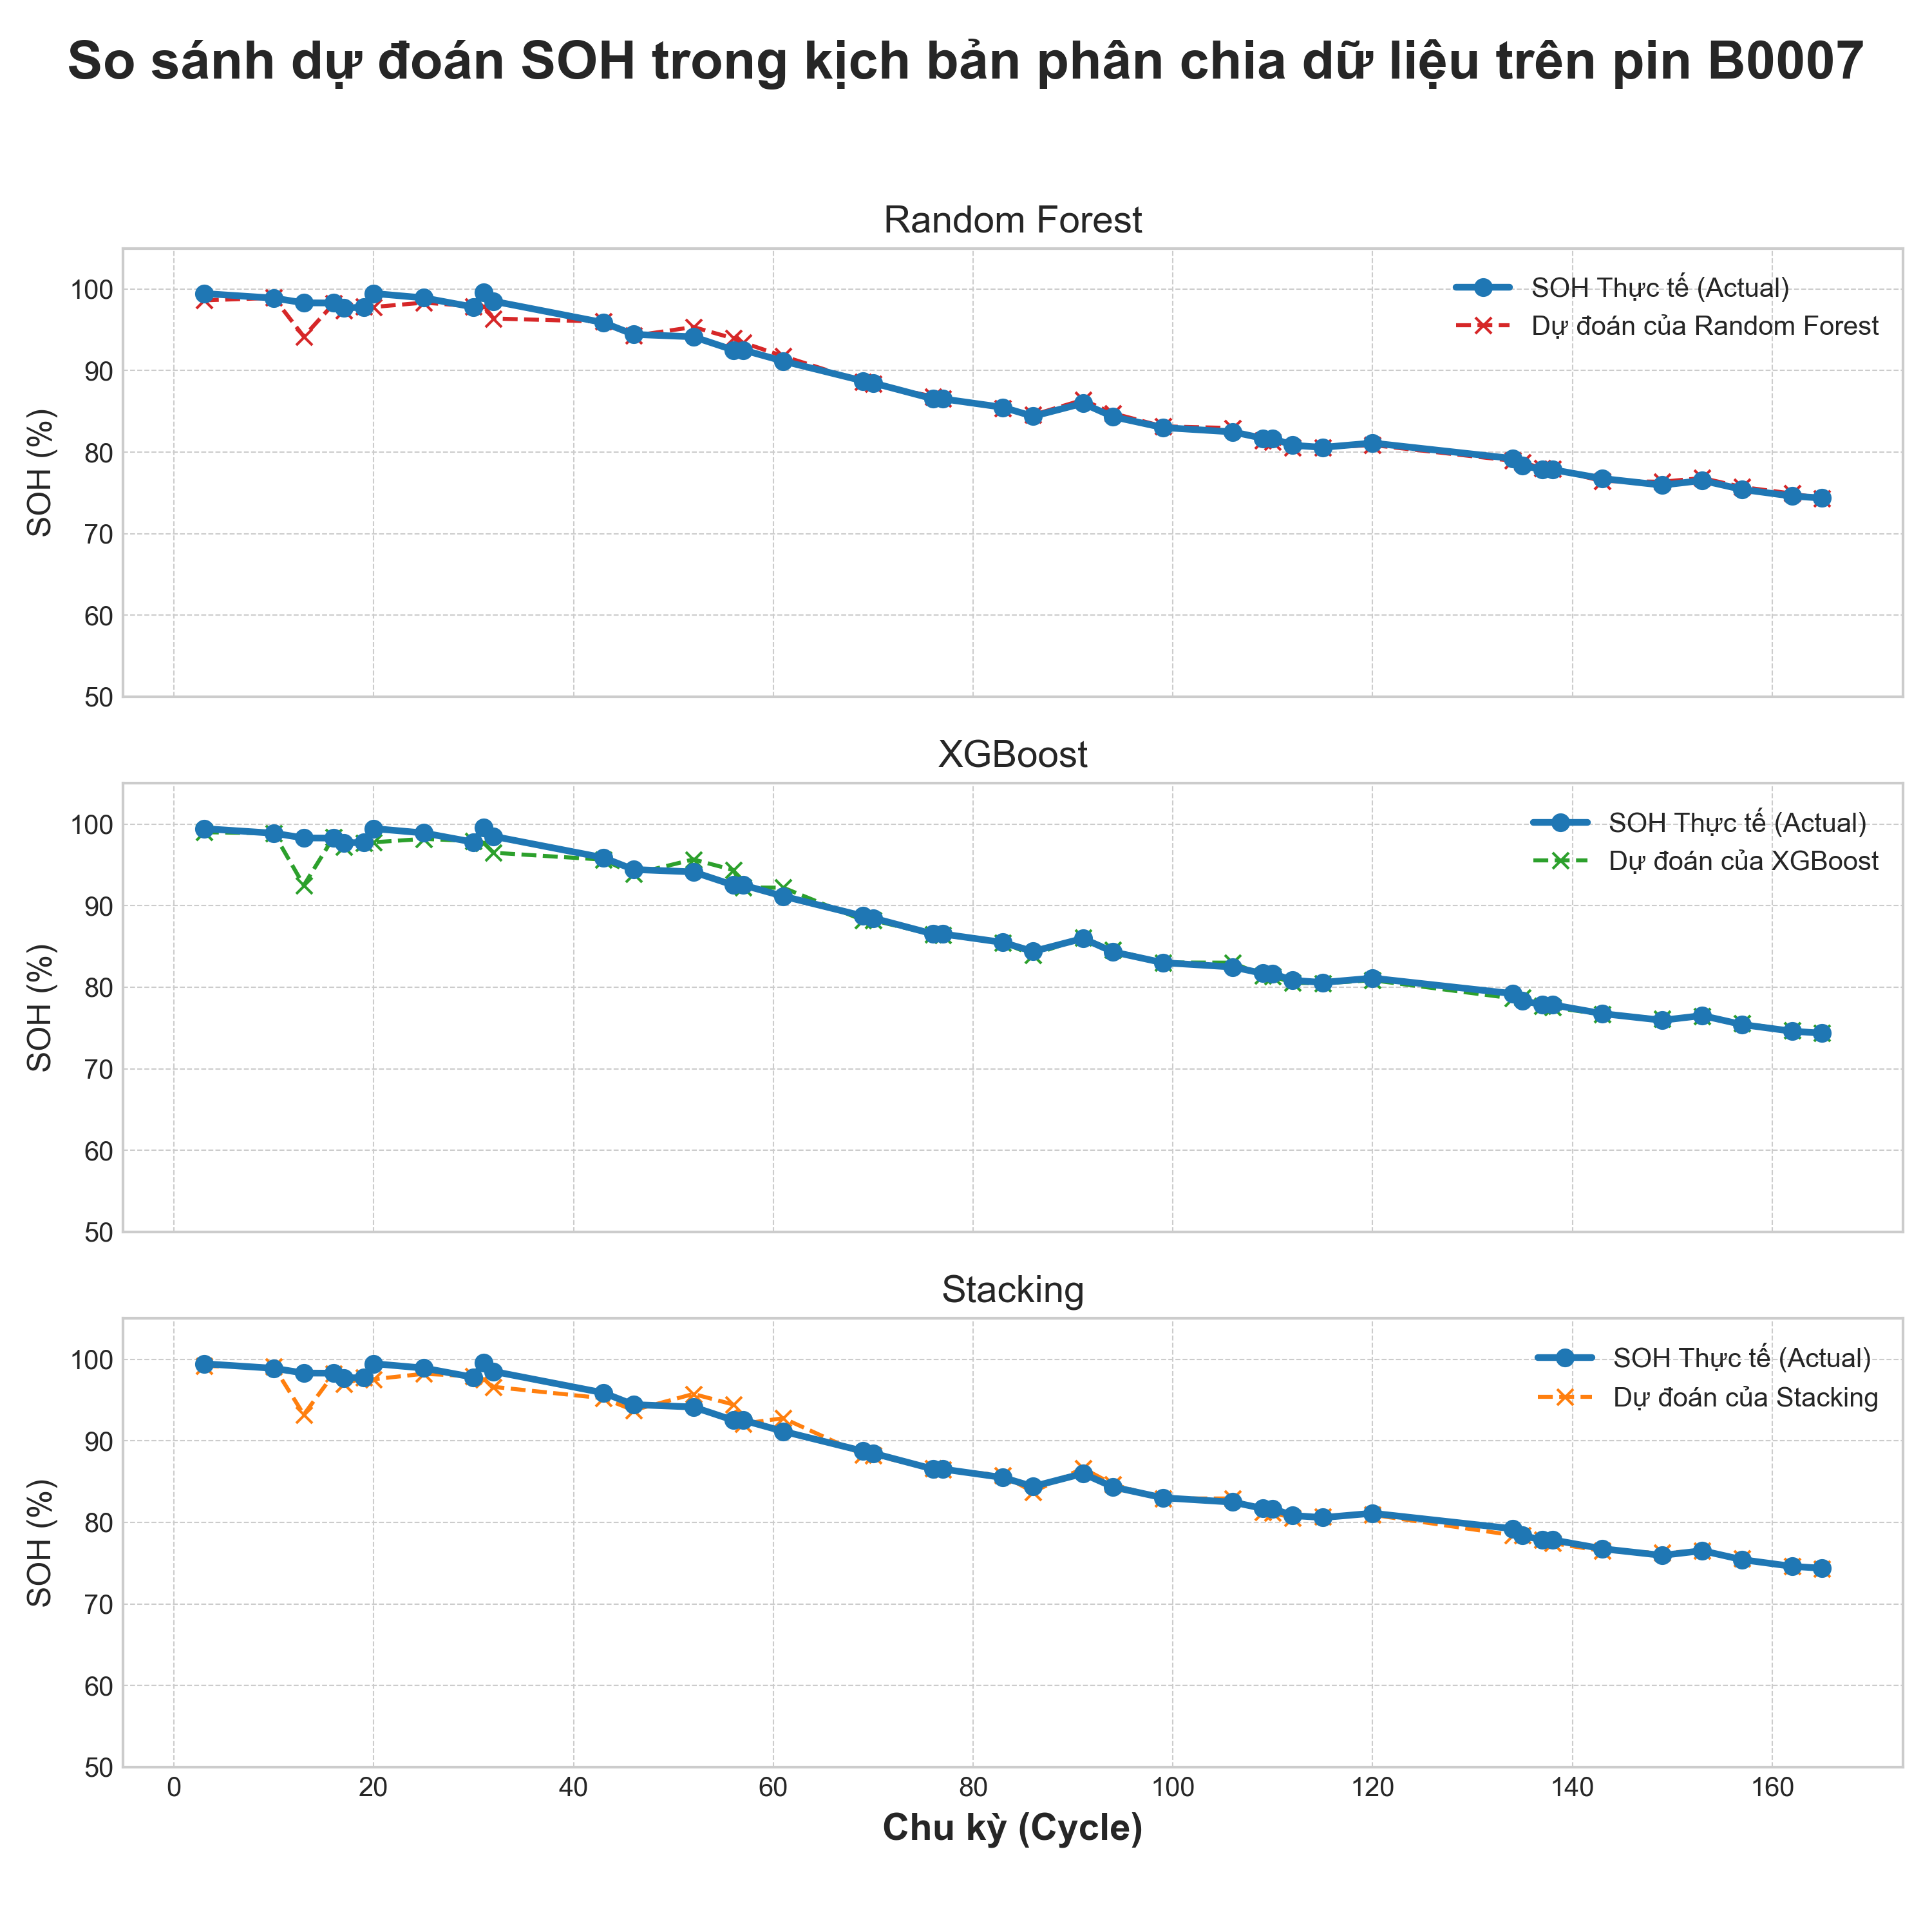 So sánh dự đoán SOH trong kịch bản phân chia dữ liệu trên pin B0007
Random Forest
SOH Thực tế (Actual)
Dự đoán của Random Forest
100
90
80
70
60
50
SOH (%)
XGBoost
SOH Thực tế (Actual)
Dự đoán của XGBoost
100
90
80
70
60
50
SOH (%)
Stacking
SOH Thực tế (Actual)
Dự đoán của Stacking
100
90
80
70
60
50
SOH (%)
0 20 40 60 80 100 120 140 160
Chu kỳ (Cycle)